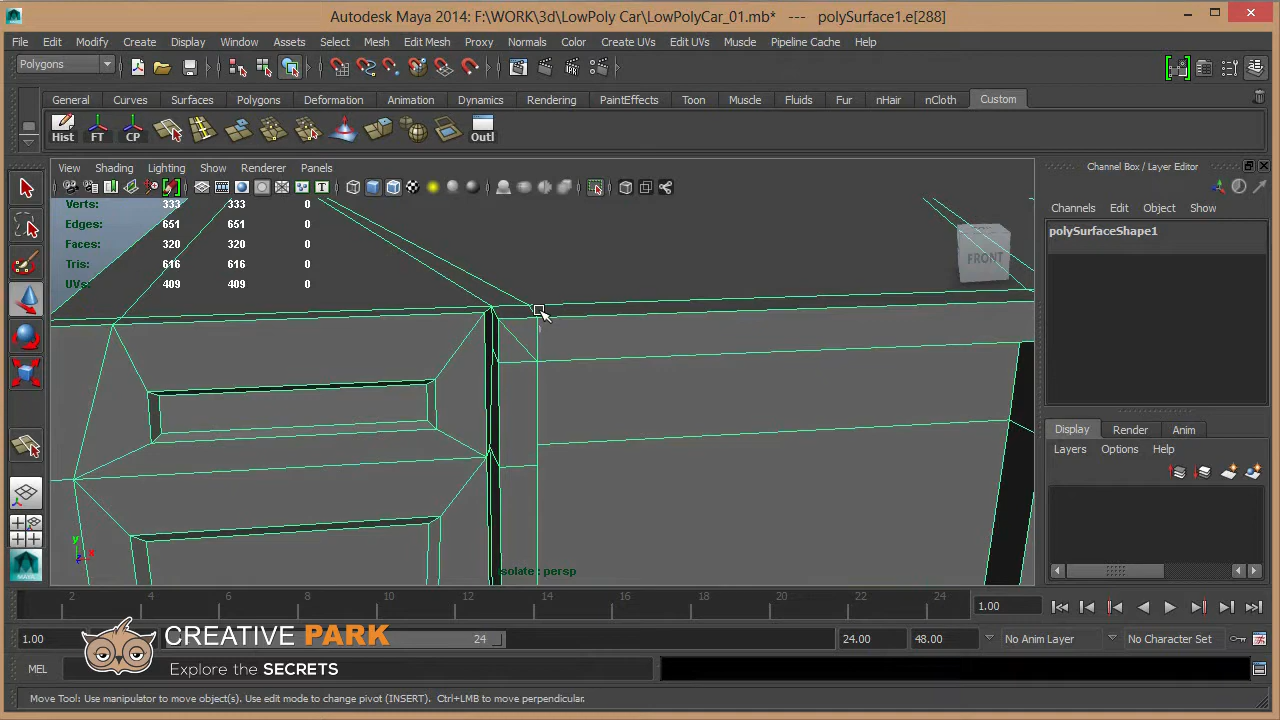 Autodesk Maya 2014: F:\WORK\3d\LowPoly Car\LowPolyCar_01.mb* --- polySurface1.e[288]
File Edit Modify Create Display Window Assets Select Mesh Edit Mesh Proxy Normals Color Create UVs Edit UVs Muscle Pipeline Cache Help
Polygons
General Curves Surfaces Polygons Deformation Animation Dynamics Rendering PaintEffects Toon Muscle Fluids Fur nHair nCloth Custom
Hist FT CP Outl
View Shading Lighting Show Renderer Panels
Channel Box / Layer Editor
Channels Edit Object Show
polySurfaceShape1
Verts: 333 333 0
Edges: 651 651 0
Faces: 320 320 0
Tris: 616 616 0
UVs: 409 409 0
FRONT
Display Render Anim
Layers Options Help
y
x
z
solate : persp
2 4 6 8 10 12 14 16 18 20 22 24
1.00
1.00 24 24.00 48.00 No Anim Layer No Character Set
CREATIVE PARK
Explore the SECRETS
MEL
Move Tool: Use manipulator to move object(s). Use edit mode to change pivot (INSERT). Ctrl+LMB to move perpendicular.